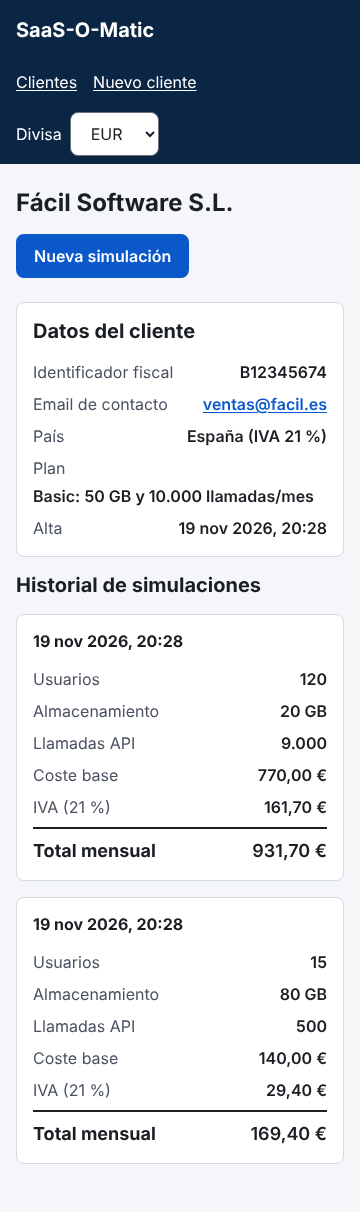 SaaS-O-Matic
Clientes Nuevo cliente
Divisa EUR
Fácil Software S.L.
Nueva simulación
Datos del cliente
Identificador fiscal B12345674
Email de contacto ventas@facil.es
País España (IVA 21 %)
Plan
Basic: 50 GB y 10.000 llamadas/mes
Alta 19 nov 2026, 20:28
Historial de simulaciones
19 nov 2026, 20:28
Usuarios 120
Almacenamiento 20 GB
Llamadas API 9.000
Coste base 770,00 €
IVA (21 %) 161,70 €
Total mensual 931,70 €
19 nov 2026, 20:28
Usuarios 15
Almacenamiento 80 GB
Llamadas API 500
Coste base 140,00 €
IVA (21 %) 29,40 €
Total mensual 169,40 €